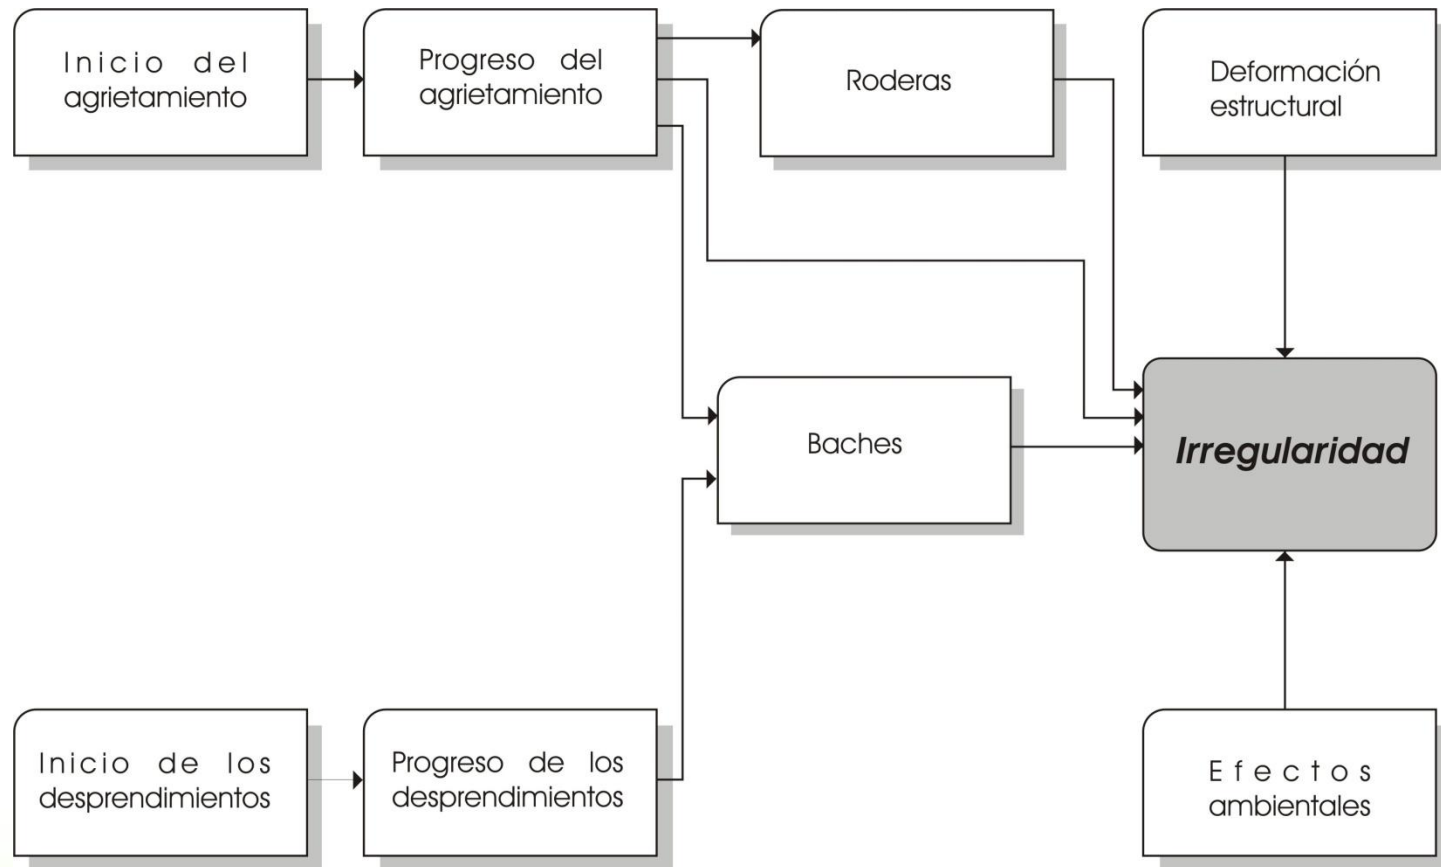 Inicio del
agrietamiento
Progreso del
agrietamiento
Roderas
Deformación
estructural
Baches
Irregularidad
Inicio de los
desprendimientos
Progreso de los
desprendimientos
Efectos
ambientales